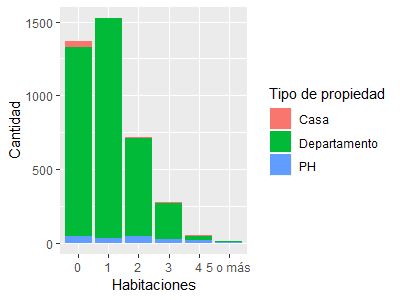 1500
1000
500
0
Cantidad
0 1 2 3 4 5 o más
Habitaciones
Tipo de propiedad
Casa
Departamento
PH